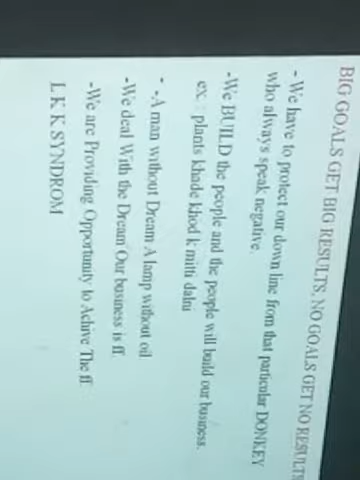 BIG GOALS GET BIG RESULTS, NO GOALS GET NO RESULTS
- We have to protect our down line from that particular DONKEY
who always speak negative.
-We BUILD the people and the people will build our business.
ex : plants khade khod k mitti dalni
- -A man without Dream A lamp without oil
-We deal With the Dream Our business is ff.
-We are Providing Opportunity to Achive The ff
L K K SYNDROM